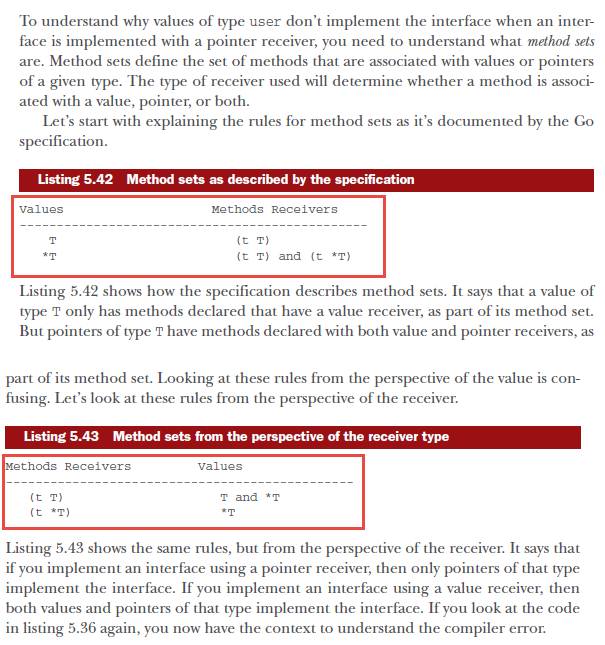 To understand why values of type user don't implement the interface when an inter-
face is implemented with a pointer receiver, you need to understand what method sets
are. Method sets define the set of methods that are associated with values or pointers
of a given type. The type of receiver used will determine whether a method is associ-
ated with a value, pointer, or both.
Let's start with explaining the rules for method sets as it's documented by the Go
specification.
Listing 5.42 Method sets as described by the specification
Values Methods Receivers
-----------------------------------------------
T (t T)
*T (t T) and (t *T)
Listing 5.42 shows how the specification describes method sets. It says that a value of
type T only has methods declared that have a value receiver, as part of its method set.
But pointers of type T have methods declared with both value and pointer receivers, as
part of its method set. Looking at these rules from the perspective of the value is con-
fusing. Let's look at these rules from the perspective of the receiver.
Listing 5.43 Method sets from the perspective of the receiver type
Methods Receivers Values
-----------------------------------------------
(t T) T and *T
(t *T) *T
Listing 5.43 shows the same rules, but from the perspective of the receiver. It says that
if you implement an interface using a pointer receiver, then only pointers of that type
implement the interface. If you implement an interface using a value receiver, then
both values and pointers of that type implement the interface. If you look at the code
in listing 5.36 again, you now have the context to understand the compiler error.